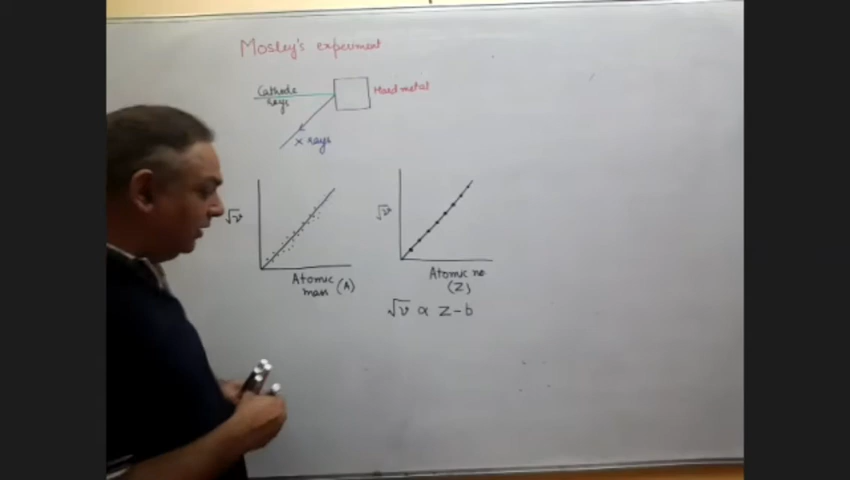 Mosley's experiment
Cathode
rays
Hard metal
X rays
√ν
Atomic
mass (A)
√ν
Atomic no
(Z)
√ν ∝ Z-b